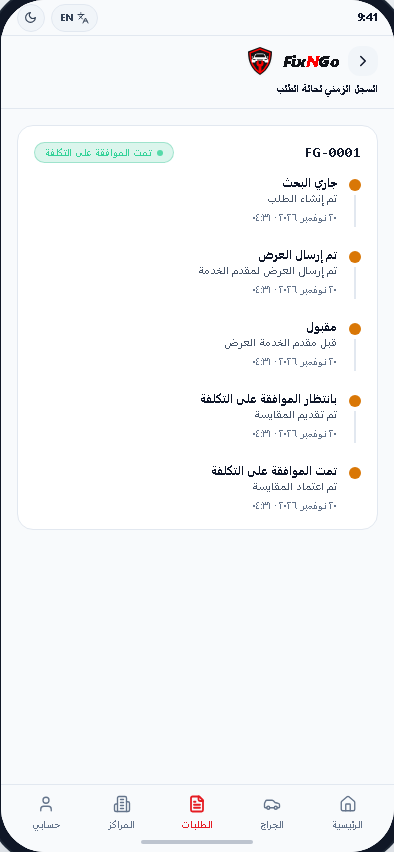 9:41
EN
FixNGo
السجل الزمني لحالة الطلب
FG-0001
تمت الموافقة على التكلفة
جاري البحث
تم إنشاء الطلب
٢٠ نوفمبر ٢٠٢٦ ٠٤:٣١
تم إرسال العرض
تم إرسال العرض لمقدم الخدمة
٢٠ نوفمبر ٢٠٢٦ ٠٤:٣١
مقبول
قبل مقدم الخدمة العرض
٢٠ نوفمبر ٢٠٢٦ ٠٤:٣١
بانتظار الموافقة على التكلفة
تم تقديم المقايسة
٢٠ نوفمبر ٢٠٢٦ ٠٤:٣١
تمت الموافقة على التكلفة
تم اعتماد المقايسة
٢٠ نوفمبر ٢٠٢٦ ٠٤:٣١
الرئيسية
الجراج
الطلبات
المراكز
حسابي